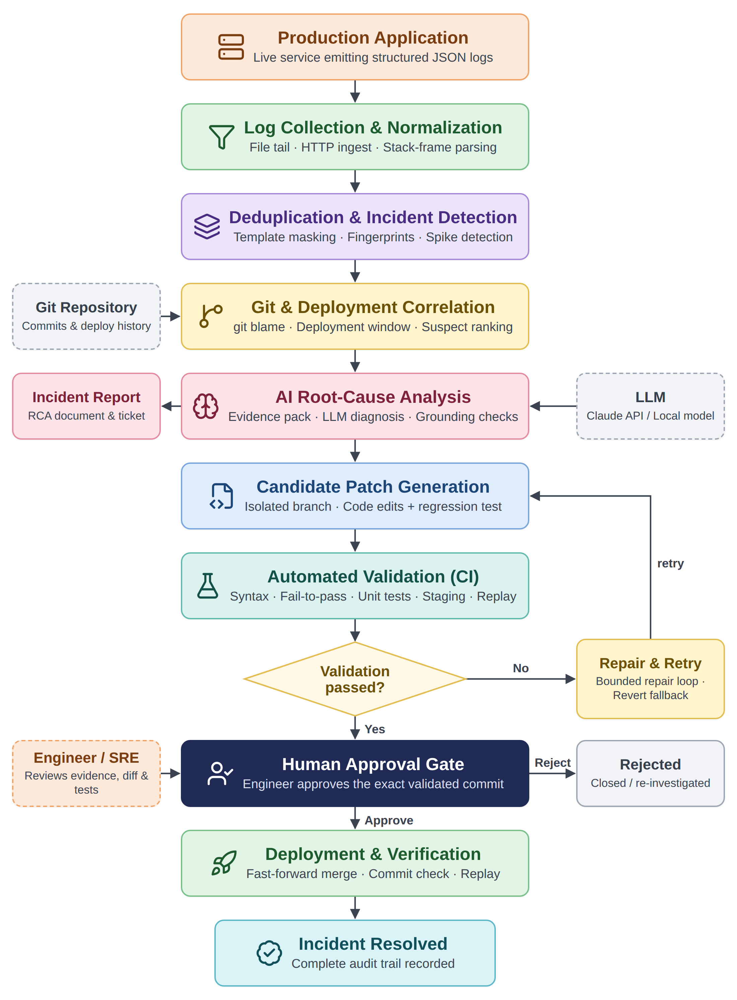 Production Application
Live service emitting structured JSON logs
Log Collection & Normalization
File tail · HTTP ingest · Stack-frame parsing
Deduplication & Incident Detection
Template masking · Fingerprints · Spike detection
Git Repository
Commits & deploy history
Git & Deployment Correlation
git blame · Deployment window · Suspect ranking
Incident Report
RCA document & ticket
AI Root-Cause Analysis
Evidence pack · LLM diagnosis · Grounding checks
LLM
Claude API / Local model
Candidate Patch Generation
Isolated branch · Code edits + regression test
retry
Automated Validation (CI)
Syntax · Fail-to-pass · Unit tests · Staging · Replay
Validation
passed?
No
Repair & Retry
Bounded repair loop ·
Revert fallback
Yes
Engineer / SRE
Reviews evidence, diff &
tests
Human Approval Gate
Engineer approves the exact validated commit
Reject
Rejected
Closed / re-investigated
Approve
Deployment & Verification
Fast-forward merge · Commit check · Replay
Incident Resolved
Complete audit trail recorded